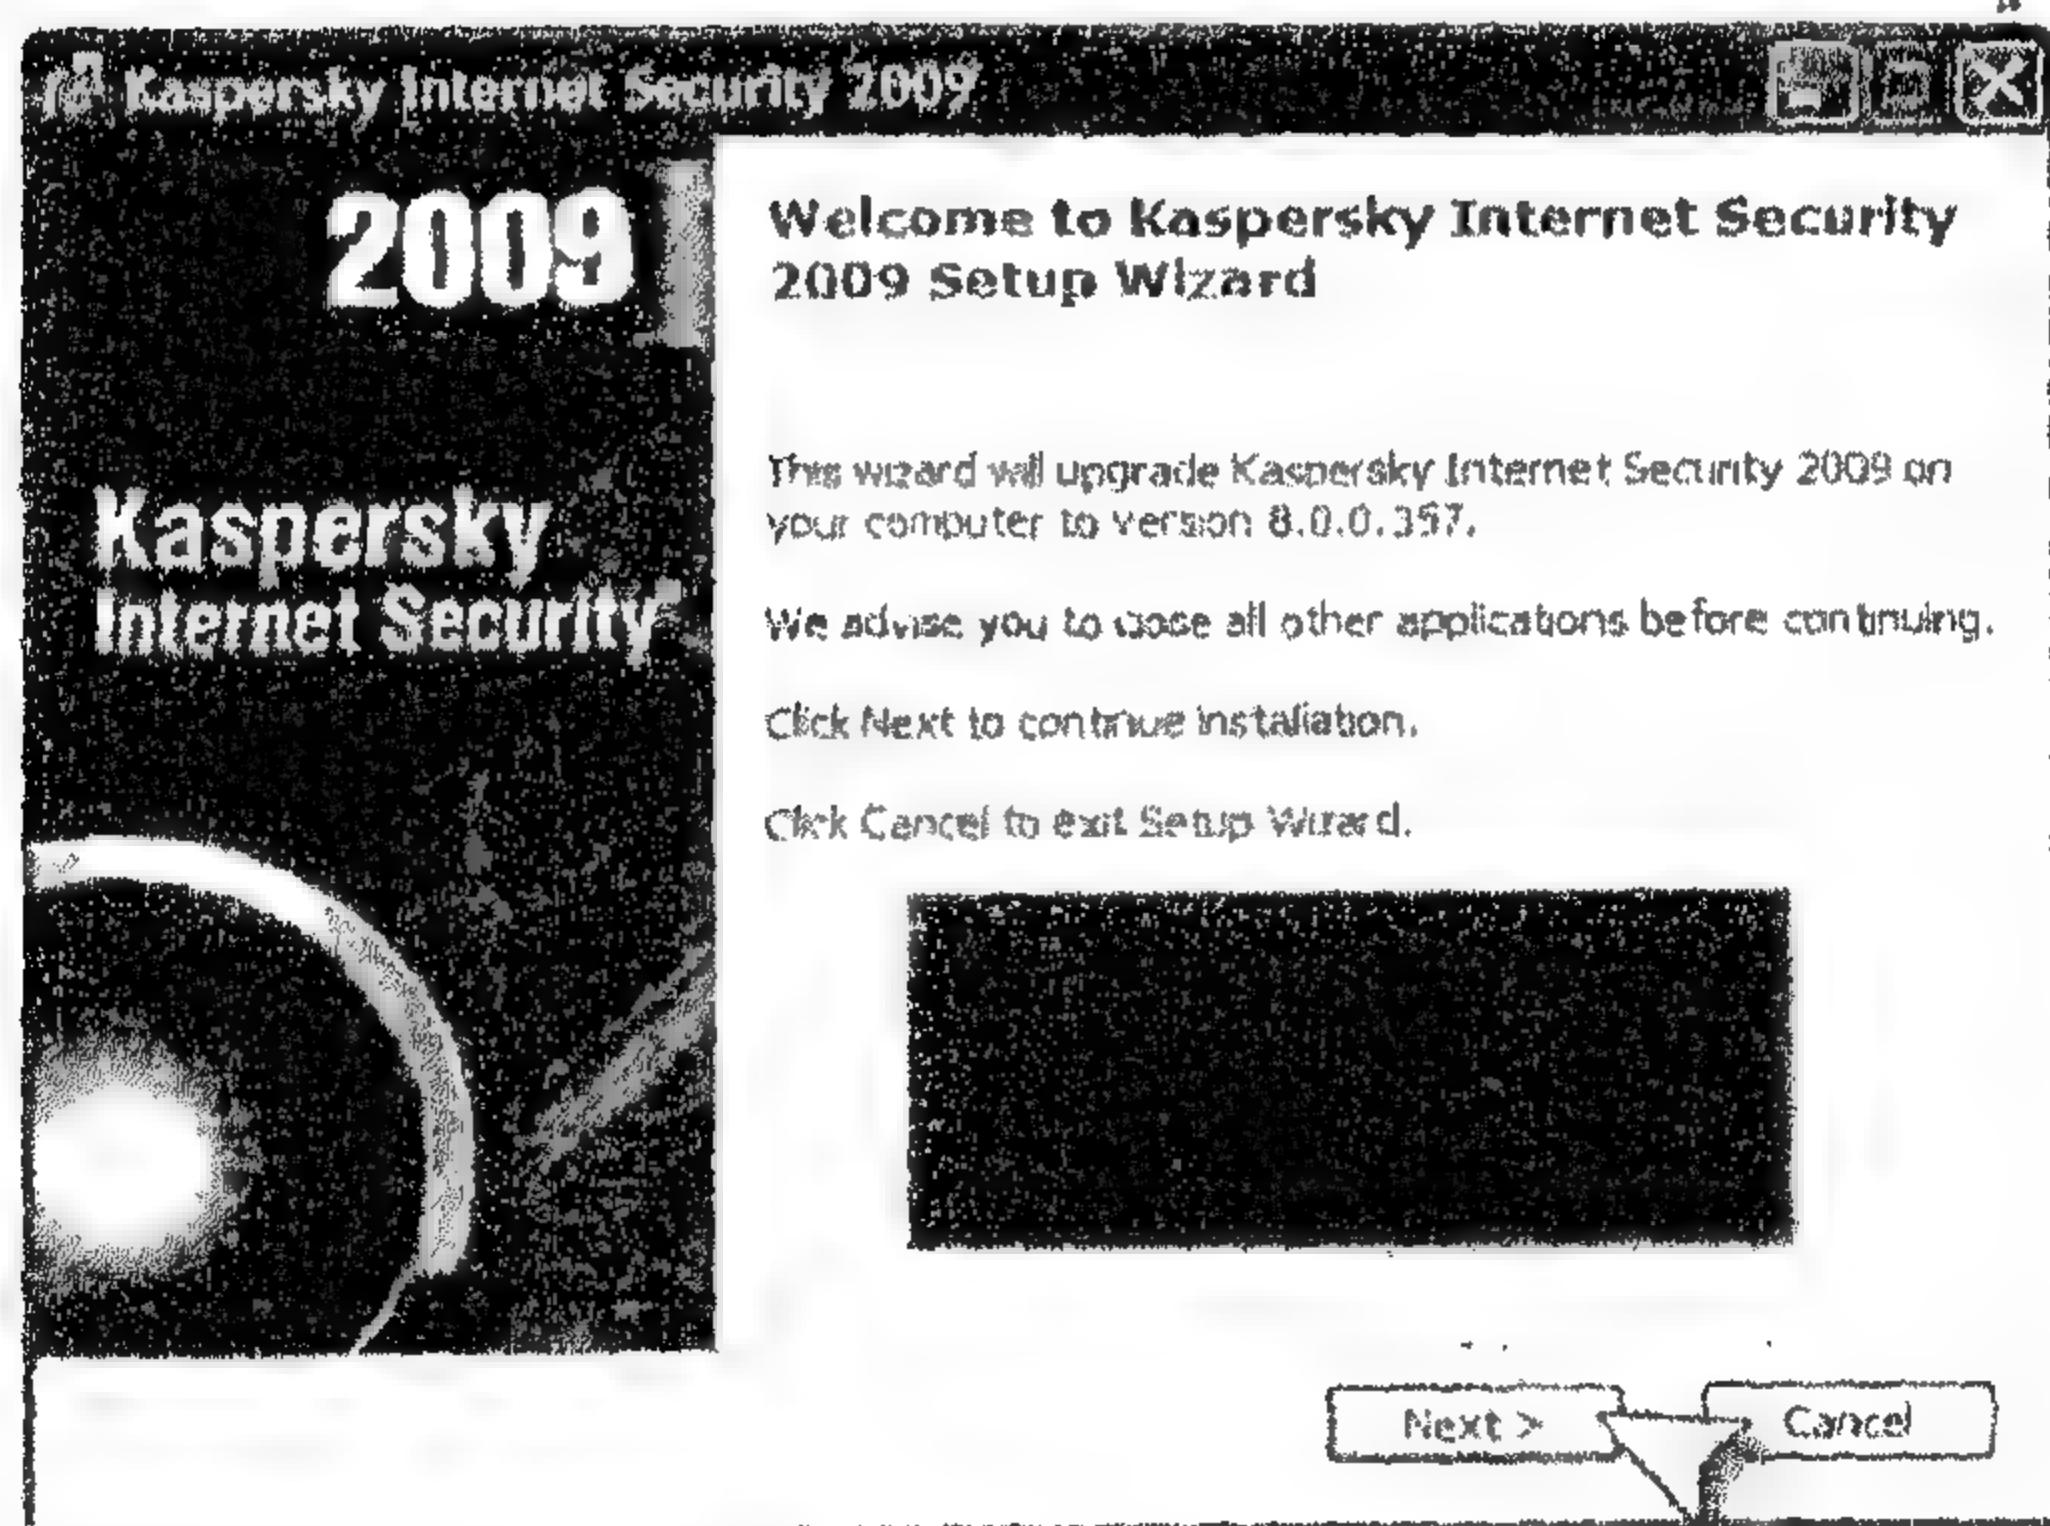 Kaspersky Internet Security 2009
2009
Kaspersky
Internet Security
Welcome to Kaspersky Internet Security
2009 Setup Wizard
This wizard will upgrade Kaspersky Internet Security 2009 on
your computer to version 8.0.0.357.
We advise you to close all other applications before continuing.
Click Next to continue installation.
Click Cancel to exit Setup Wizard.
Next >
Cancel